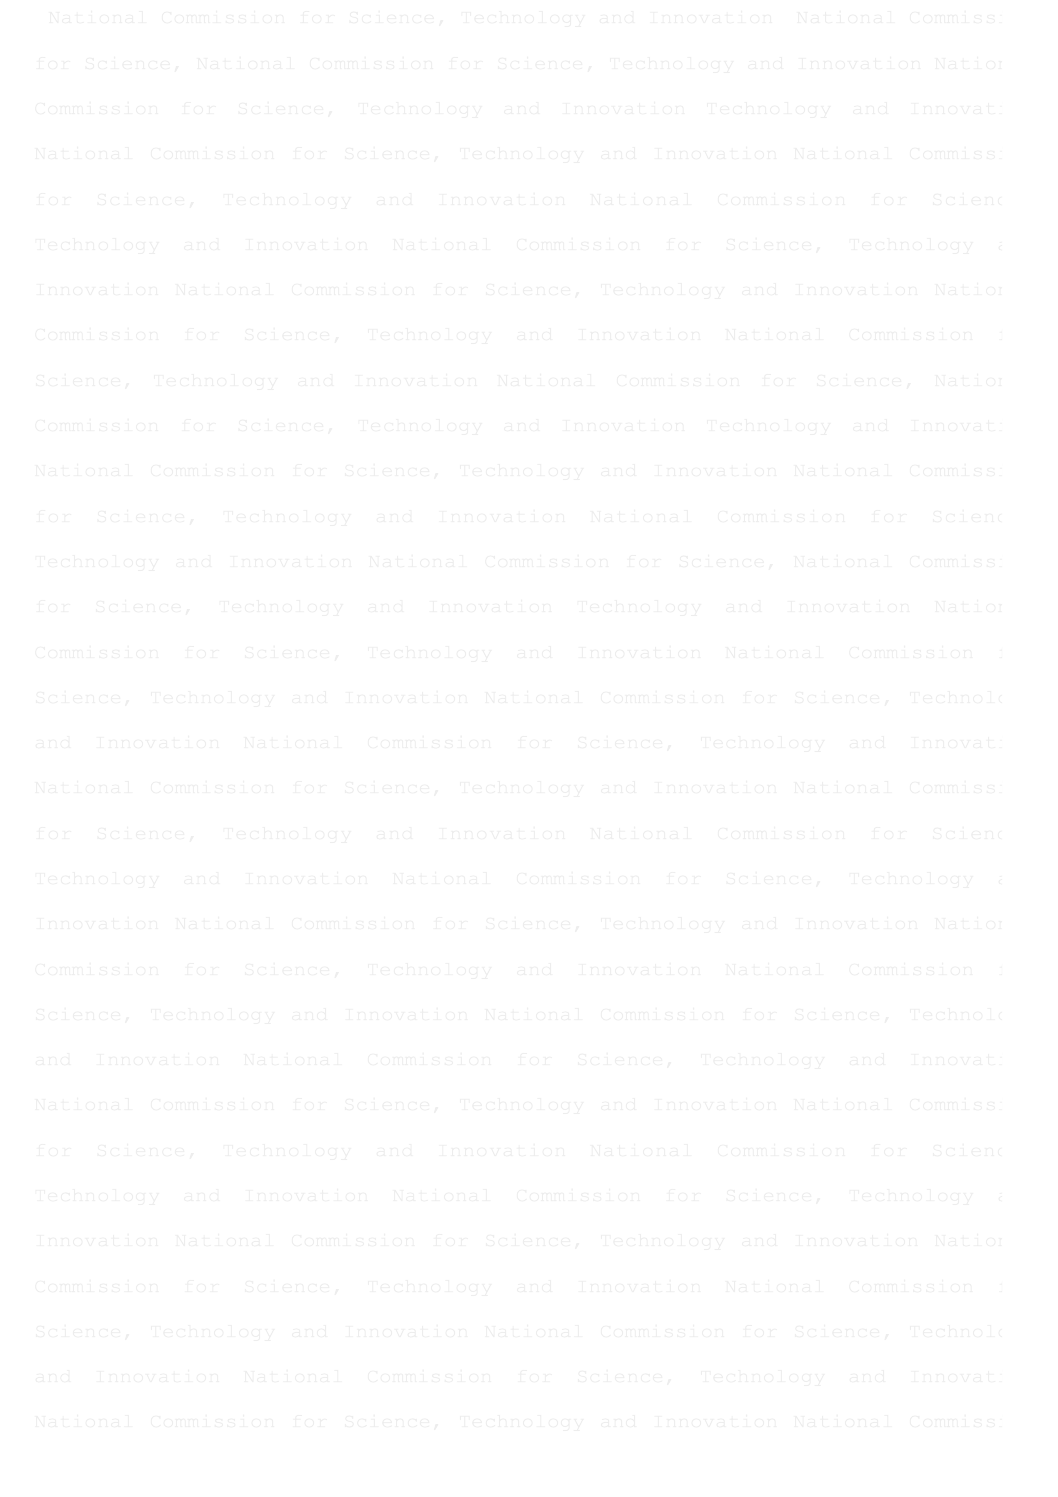 National Commission for Science, Technology and Innovation National Commiss
for Science, National Commission for Science, Technology and Innovation Nation
Commission for Science, Technology and Innovation Technology and Innovati
National Commission for Science, Technology and Innovation National Commiss
for Science, Technology and Innovation National Commission for Scienc
Technology and Innovation National Commission for Science, Technology a
Innovation National Commission for Science, Technology and Innovation Nation
Commission for Science, Technology and Innovation National Commission
Science, Technology and Innovation National Commission for Science, Nation
Commission for Science, Technology and Innovation Technology and Innovati
National Commission for Science, Technology and Innovation National Commiss
for Science, Technology and Innovation National Commission for Scienc
Technology and Innovation National Commission for Science, National Commiss
for Science, Technology and Innovation Technology and Innovation Nation
Commission for Science, Technology and Innovation National Commission
Science, Technology and Innovation National Commission for Science, Technolo
and Innovation National Commission for Science, Technology and Innovati
National Commission for Science, Technology and Innovation National Commiss
for Science, Technology and Innovation National Commission for Scienc
Technology and Innovation National Commission for Science, Technology a
Innovation National Commission for Science, Technology and Innovation Nation
Commission for Science, Technology and Innovation National Commission
Science, Technology and Innovation National Commission for Science, Technolo
and Innovation National Commission for Science, Technology and Innovati
National Commission for Science, Technology and Innovation National Commiss
for Science, Technology and Innovation National Commission for Scienc
Technology and Innovation National Commission for Science, Technology a
Innovation National Commission for Science, Technology and Innovation Nation
Commission for Science, Technology and Innovation National Commission
Science, Technology and Innovation National Commission for Science, Technolo
and Innovation National Commission for Science, Technology and Innovati
National Commission for Science, Technology and Innovation National Commiss